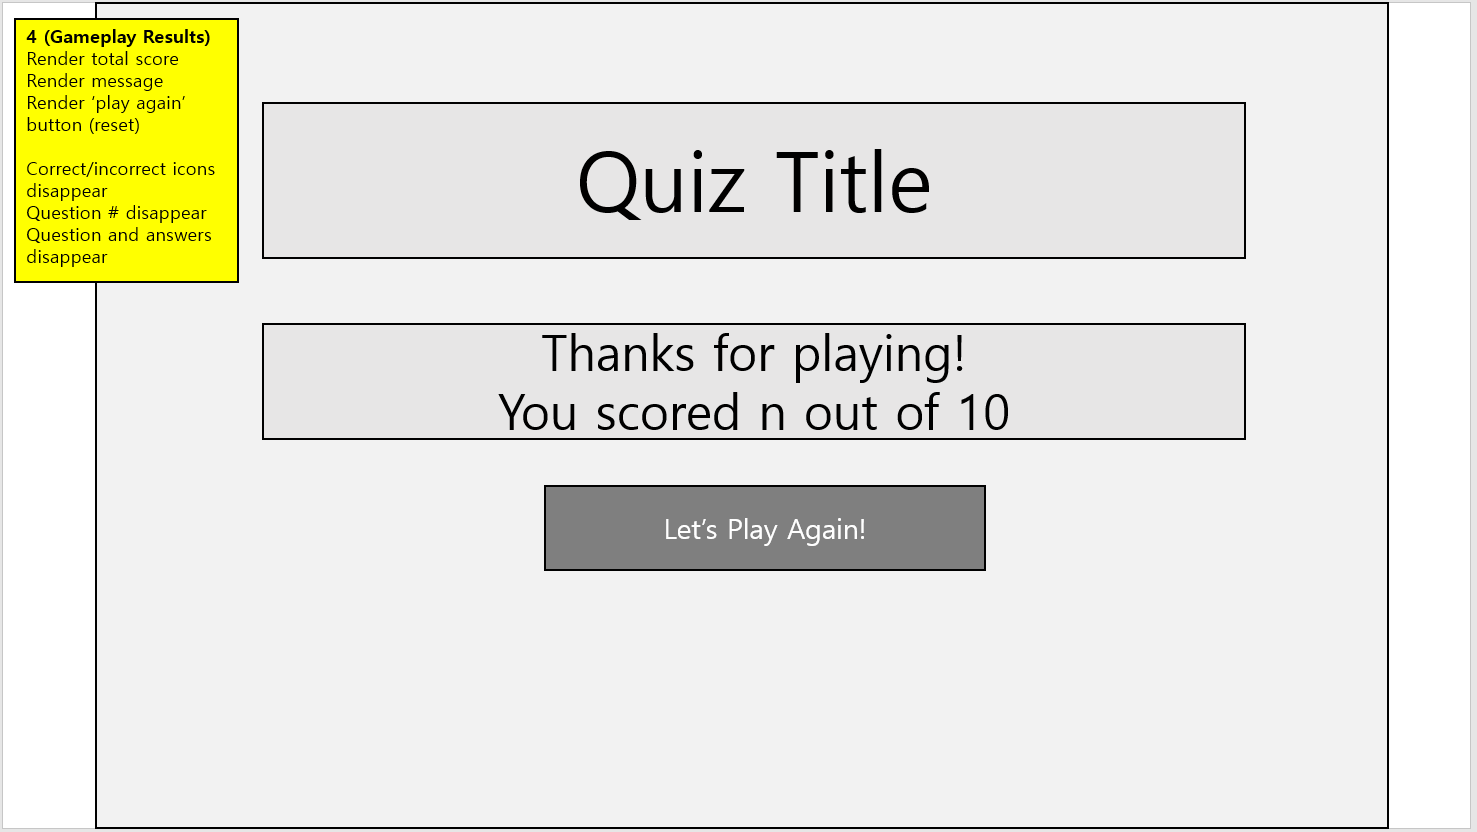 4 (Gameplay Results)
Render total score
Render message
Render ‘play again’
button (reset)
Correct/incorrect icons
disappear
Question # disappear
Question and answers
disappear
Quiz Title
Thanks for playing!
You scored n out of 10
Let’s Play Again!